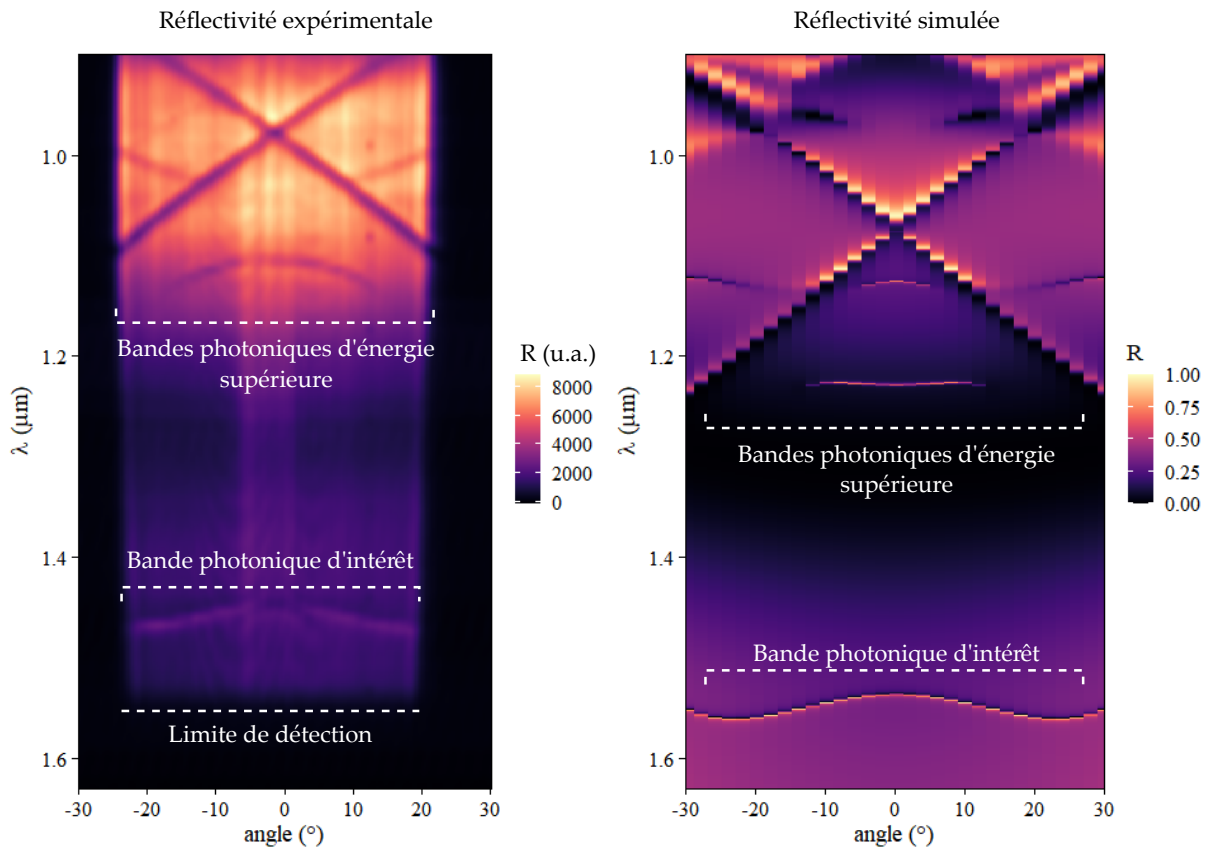 Réflectivité expérimentale
1.0
1.2
1.4
1.6
λ (μm)
-30 -20 -10 0 10 20 30
angle (°)
Bandes photoniques d'énergie
supérieure
Bande photonique d'intérêt
Limite de détection
R (u.a.)
8000
6000
4000
2000
0
Réflectivité simulée
1.0
1.2
1.4
1.6
λ (μm)
-30 -20 -10 0 10 20 30
angle (°)
Bandes photoniques d'énergie
supérieure
Bande photonique d'intérêt
R
1.00
0.75
0.50
0.25
0.00